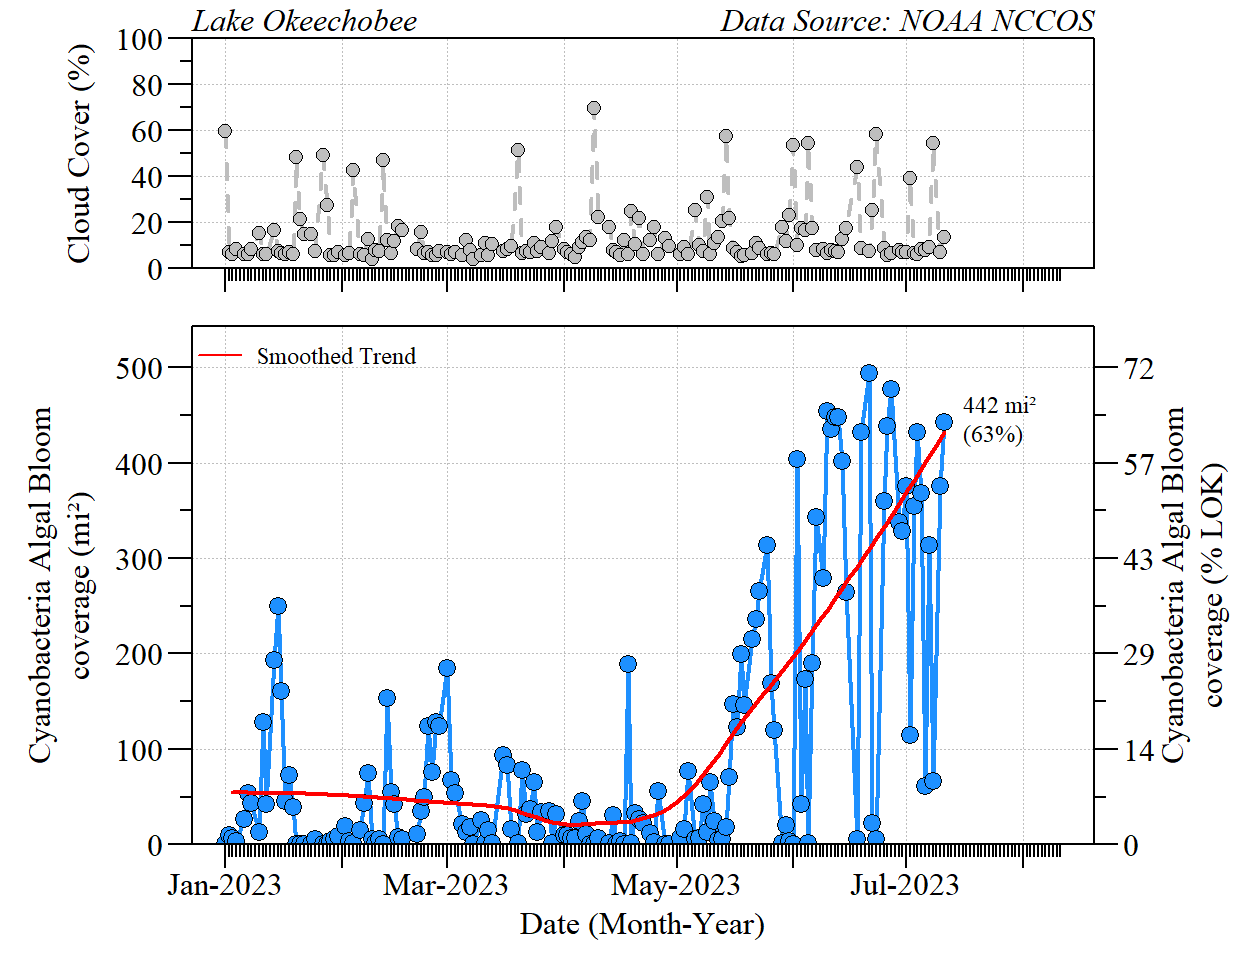 Lake Okeechobee
Data Source: NOAA NCCOS
Cloud Cover (%)
100
80
60
40
20
0
Smoothed Trend
Cyanobacteria Algal Bloom
coverage (mi²)
500
400
300
200
100
0
442 mi²
(63%)
72
57
43
29
14
0
Cyanobacteria Algal Bloom
coverage (% LOK)
Jan-2023
Mar-2023
May-2023
Jul-2023
Date (Month-Year)